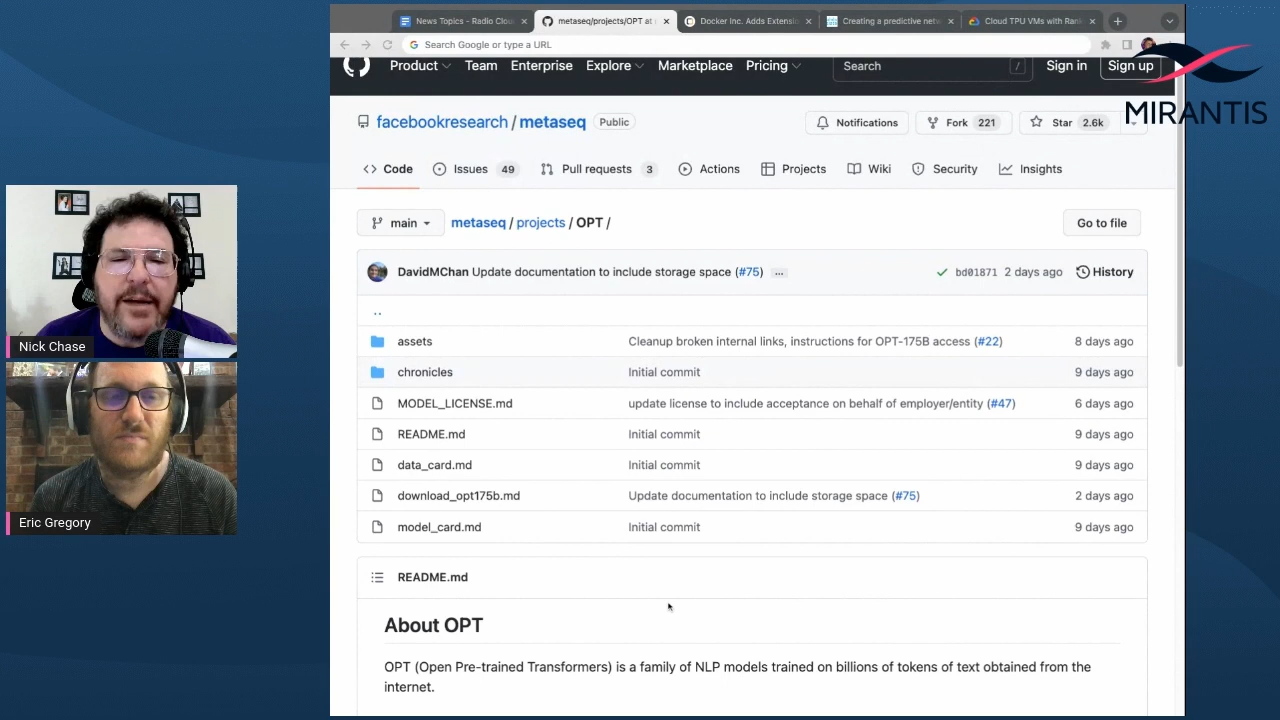 News Topics - Radio Clou
metaseq/projects/OPT at
Docker Inc. Adds Extensi
Creating a predictive net
Cloud TPU VMs with Rank
Search Google or type a URL
Product
Team
Enterprise
Explore
Marketplace
Pricing
Search
/
Sign in
Sign up
MIRANTIS
facebookresearch / metaseq
Public
Notifications
Fork 221
Star 2.6k
Code
Issues 49
Pull requests 3
Actions
Projects
Wiki
Security
Insights
main
metaseq / projects / OPT /
Go to file
DavidMChan Update documentation to include storage space (#75) ...
bd01871 2 days ago
History
..
assets Cleanup broken internal links, instructions for OPT-175B access (#22) 8 days ago
chronicles Initial commit 9 days ago
MODEL_LICENSE.md update license to include acceptance on behalf of employer/entity (#47) 6 days ago
README.md Initial commit 9 days ago
data_card.md Initial commit 9 days ago
download_opt175b.md Update documentation to include storage space (#75) 2 days ago
model_card.md Initial commit 9 days ago
README.md
About OPT
OPT (Open Pre-trained Transformers) is a family of NLP models trained on billions of tokens of text obtained from the
internet.
Nick Chase
Eric Gregory